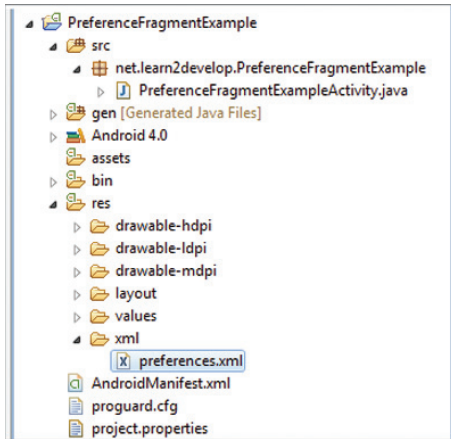 PreferenceFragmentExample
src
net.learn2develop.PreferenceFragmentExample
PreferenceFragmentExampleActivity.java
gen [Generated Java Files]
Android 4.0
assets
bin
res
drawable-hdpi
drawable-ldpi
drawable-mdpi
layout
values
xml
preferences.xml
AndroidManifest.xml
proguard.cfg
project.properties